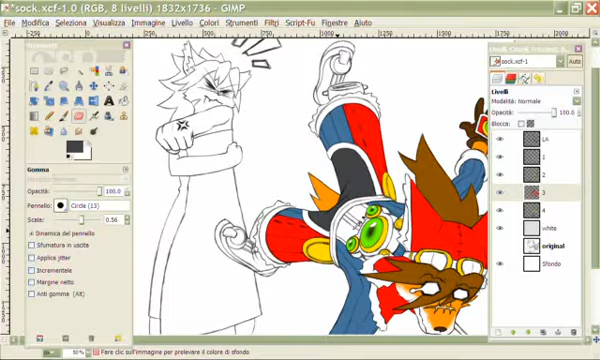 *sock.xcf-1.0 (RGB, 8 livelli) 1832x1736 - GIMP
File Modifica Seleziona Visualizza Immagine Livello Colori Strumenti Filtri Script-Fu Finestre Aiuto
sock.xcf-1 Auto
Livelli
Modalità: Normale
Opacità: 100.0
Blocca:
LA
1
2
3
4
white
original
Sfondo
Gomma
Opacità: 100.0
Pennello: Circle (13)
Scala: 0.56
Dinamica del pennello
Sfumatura in uscita
Applica jitter
Incrementale
Margine netto
Anti gomma (Alt)
Fare clic sull'immagine per prelevare il colore di sfondo